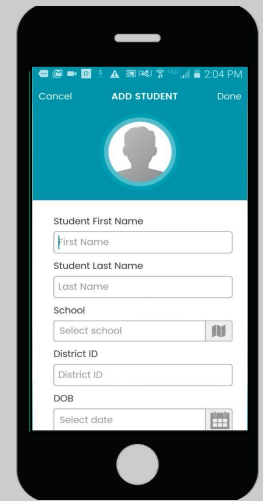 2:04 PM
Cancel ADD STUDENT Done
Student First Name
First Name
Student Last Name
Last Name
School
Select school
District ID
District ID
DOB
Select date